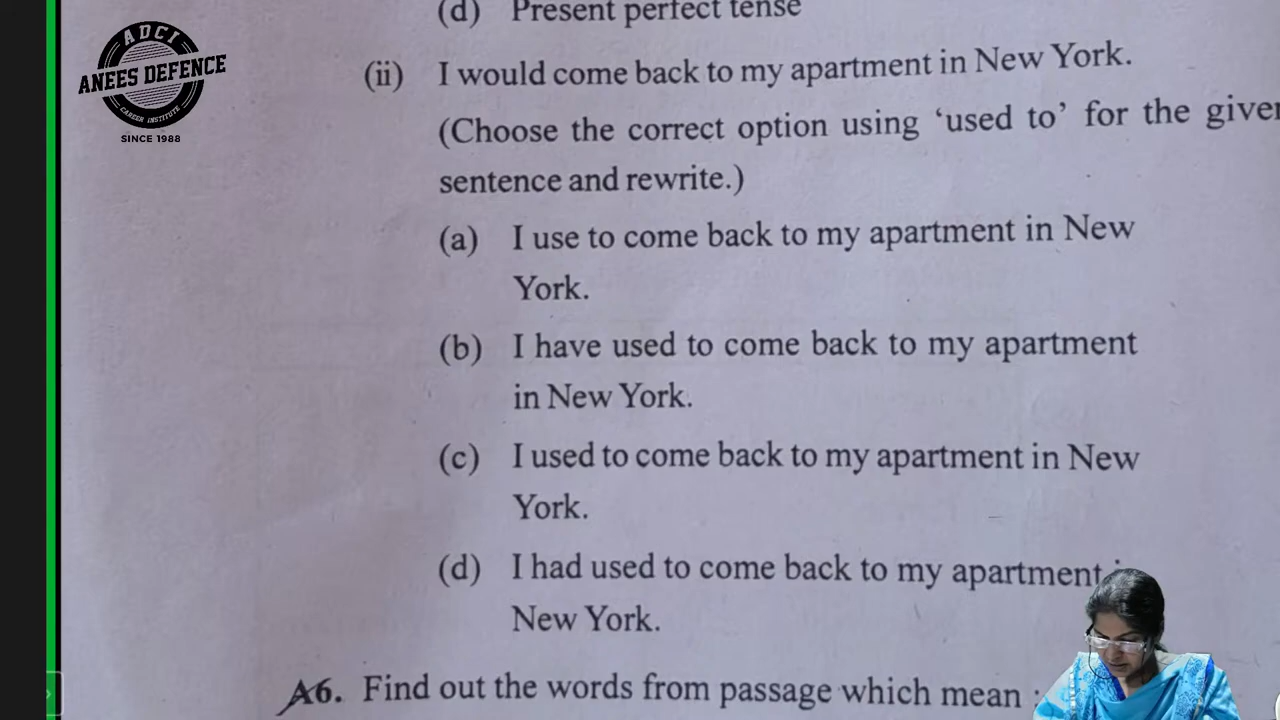 ADCI
ANEES DEFENCE
CAREER INSTITUTE
SINCE 1988
(d) Present perfect tense
(ii) I would come back to my apartment in New York.
(Choose the correct option using ‘used to’ for the
sentence and rewrite.)
(a) I use to come back to my apartment in New
York.
(b) I have used to come back to my apartment
in New York.
(c) I used to come back to my apartment in New
York.
(d) I had used to come back to my apartment
New York.
A6. Find out the words from passage which mean :